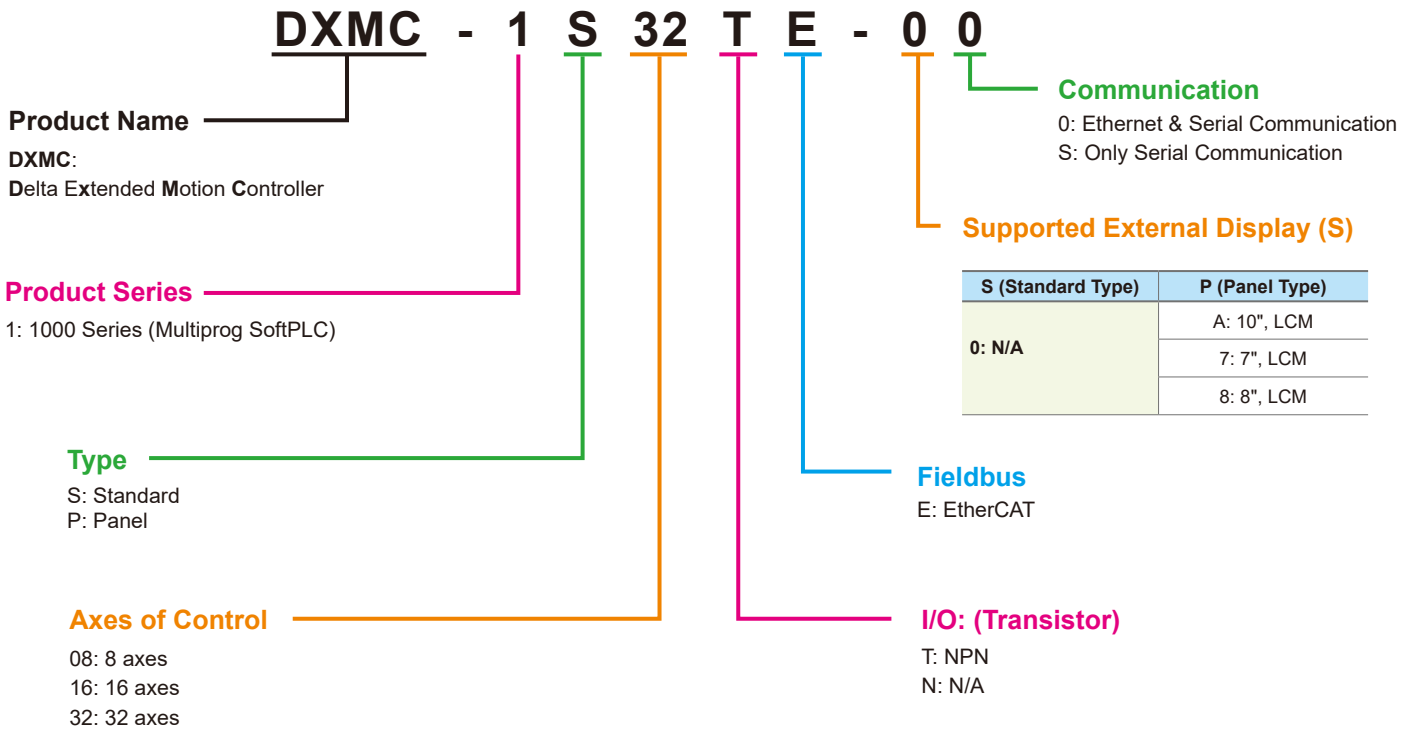 DXMC - 1 S 32 T E - 0 0
Product Name
DXMC:
Delta Extended Motion Controller
Product Series
1: 1000 Series (Multiprog SoftPLC)
Type
S: Standard
P: Panel
Axes of Control
08: 8 axes
16: 16 axes
32: 32 axes
Communication
0: Ethernet & Serial Communication
S: Only Serial Communication
Supported External Display (S)
S (Standard Type) P (Panel Type)
0: N/A
A: 10", LCM
7: 7", LCM
8: 8", LCM
Fieldbus
E: EtherCAT
I/O: (Transistor)
T: NPN
N: N/A